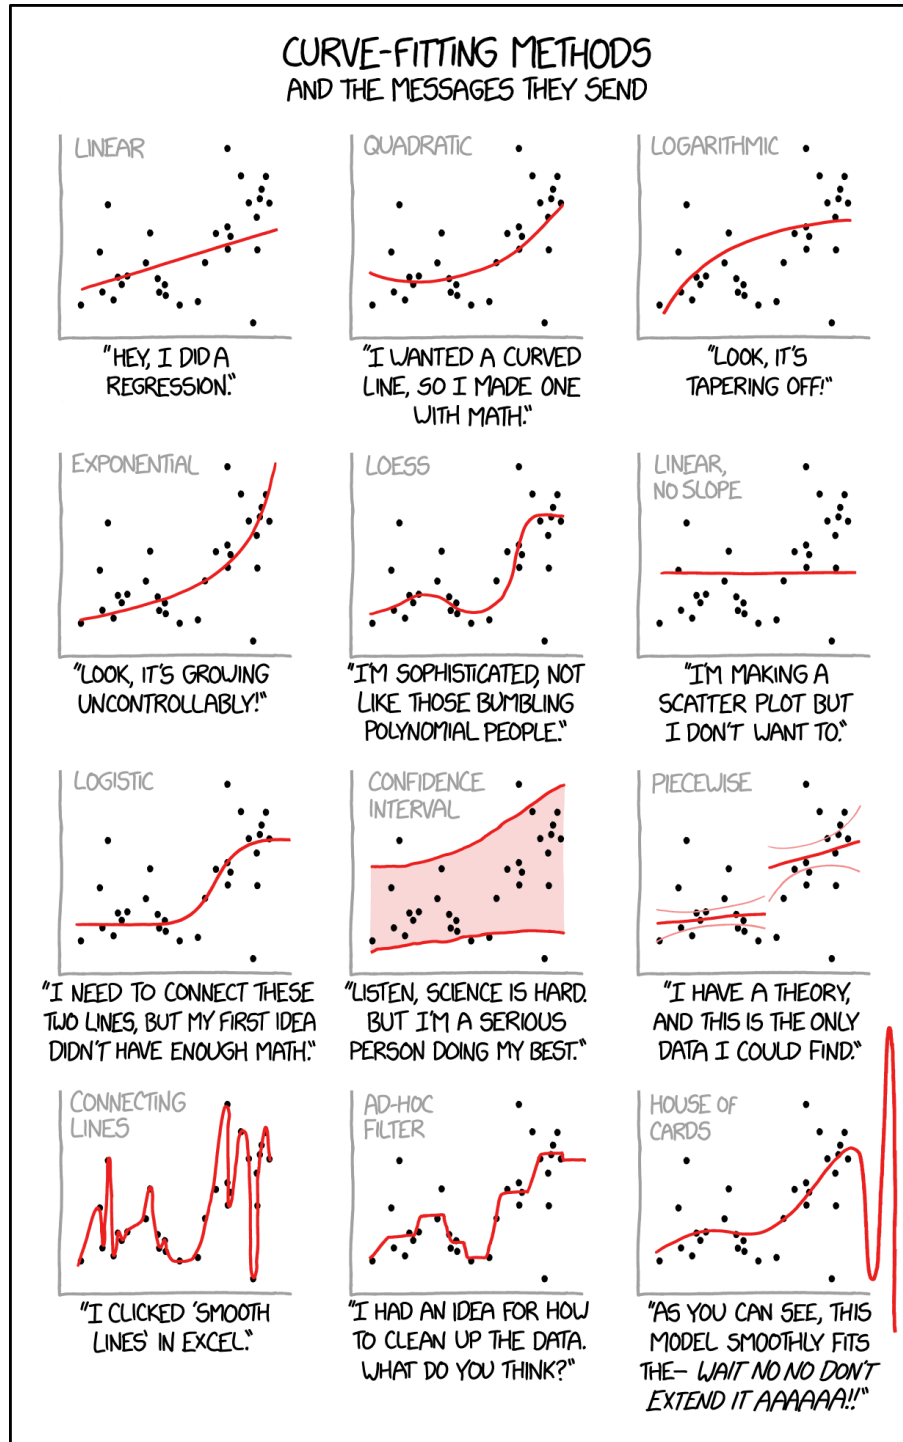 CURVE-FITTING METHODS
AND THE MESSAGES THEY SEND
LINEAR
"HEY, I DID A
REGRESSION."
QUADRATIC
"I WANTED A CURVED
LINE, SO I MADE ONE
WITH MATH."
LOGARITHMIC
"LOOK, IT'S
TAPERING OFF!"
EXPONENTIAL
"LOOK, IT'S GROWING
UNCONTROLLABLY!"
LOESS
"I'M SOPHISTICATED, NOT
LIKE THOSE BUMBLING
POLYNOMIAL PEOPLE."
LINEAR,
NO SLOPE
"I'M MAKING A
SCATTER PLOT BUT
I DON'T WANT TO."
LOGISTIC
"I NEED TO CONNECT THESE
TWO LINES, BUT MY FIRST IDEA
DIDN'T HAVE ENOUGH MATH."
CONFIDENCE
INTERVAL
"LISTEN, SCIENCE IS HARD.
BUT I'M A SERIOUS
PERSON DOING MY BEST."
PIECEWISE
"I HAVE A THEORY,
AND THIS IS THE ONLY
DATA I COULD FIND."
CONNECTING
LINES
"I CLICKED 'SMOOTH
LINES' IN EXCEL."
AD-HOC
FILTER
"I HAD AN IDEA FOR HOW
TO CLEAN UP THE DATA.
WHAT DO YOU THINK?"
HOUSE OF
CARDS
"AS YOU CAN SEE, THIS
MODEL SMOOTHLY FITS
THE- WAIT NO NO DON'T
EXTEND IT AAAAAA!!"